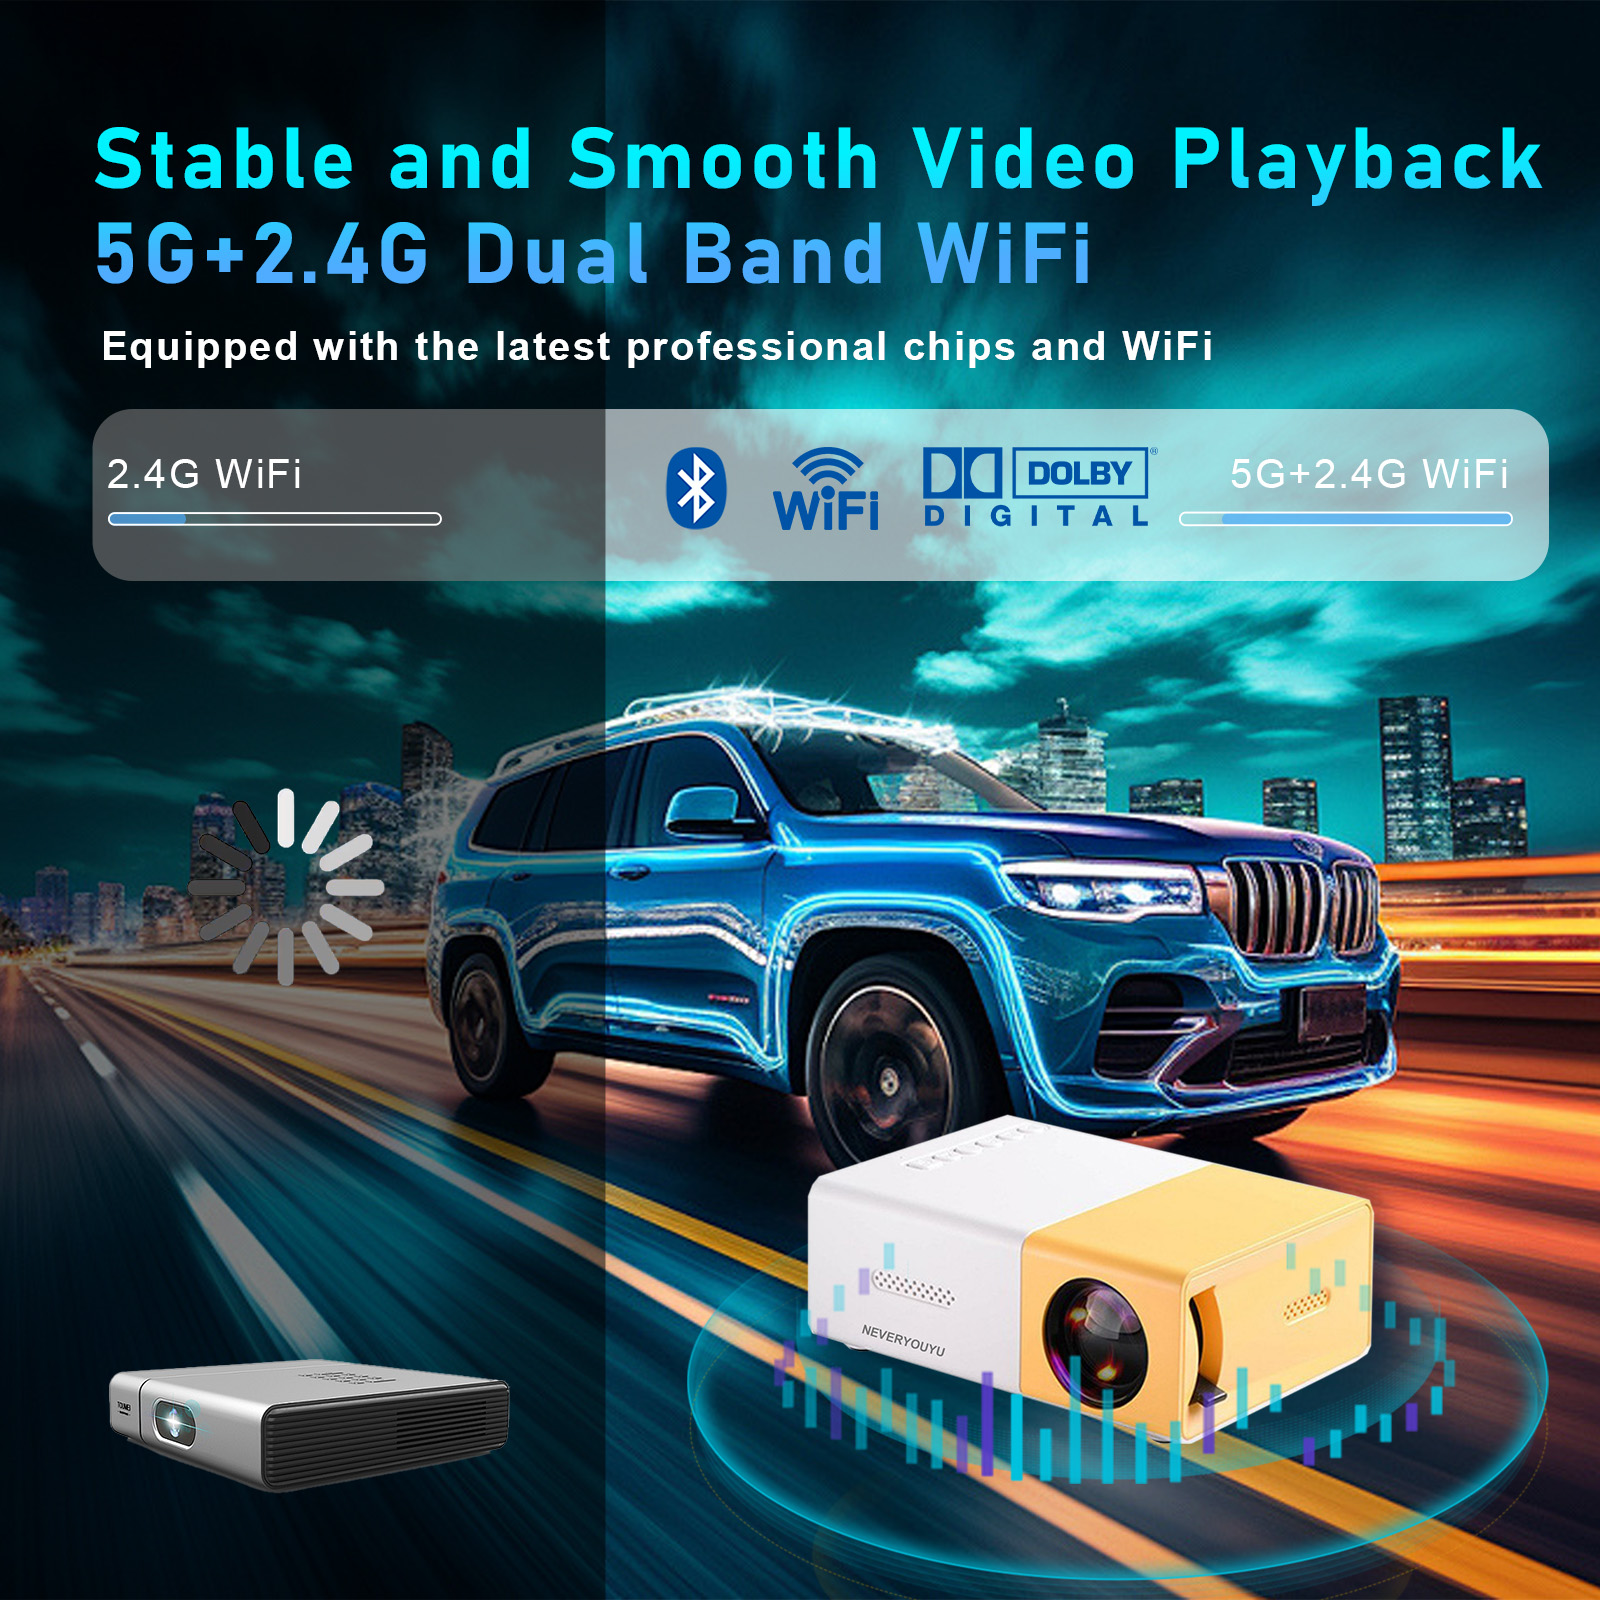 Stable and Smooth Video Playback
5G+2.4G Dual Band WiFi
Equipped with the latest professional chips and WiFi
2.4G WiFi
WiFi
DOLBY®
DIGITAL
5G+2.4G WiFi
NEVERYOUYU
TOUMEI